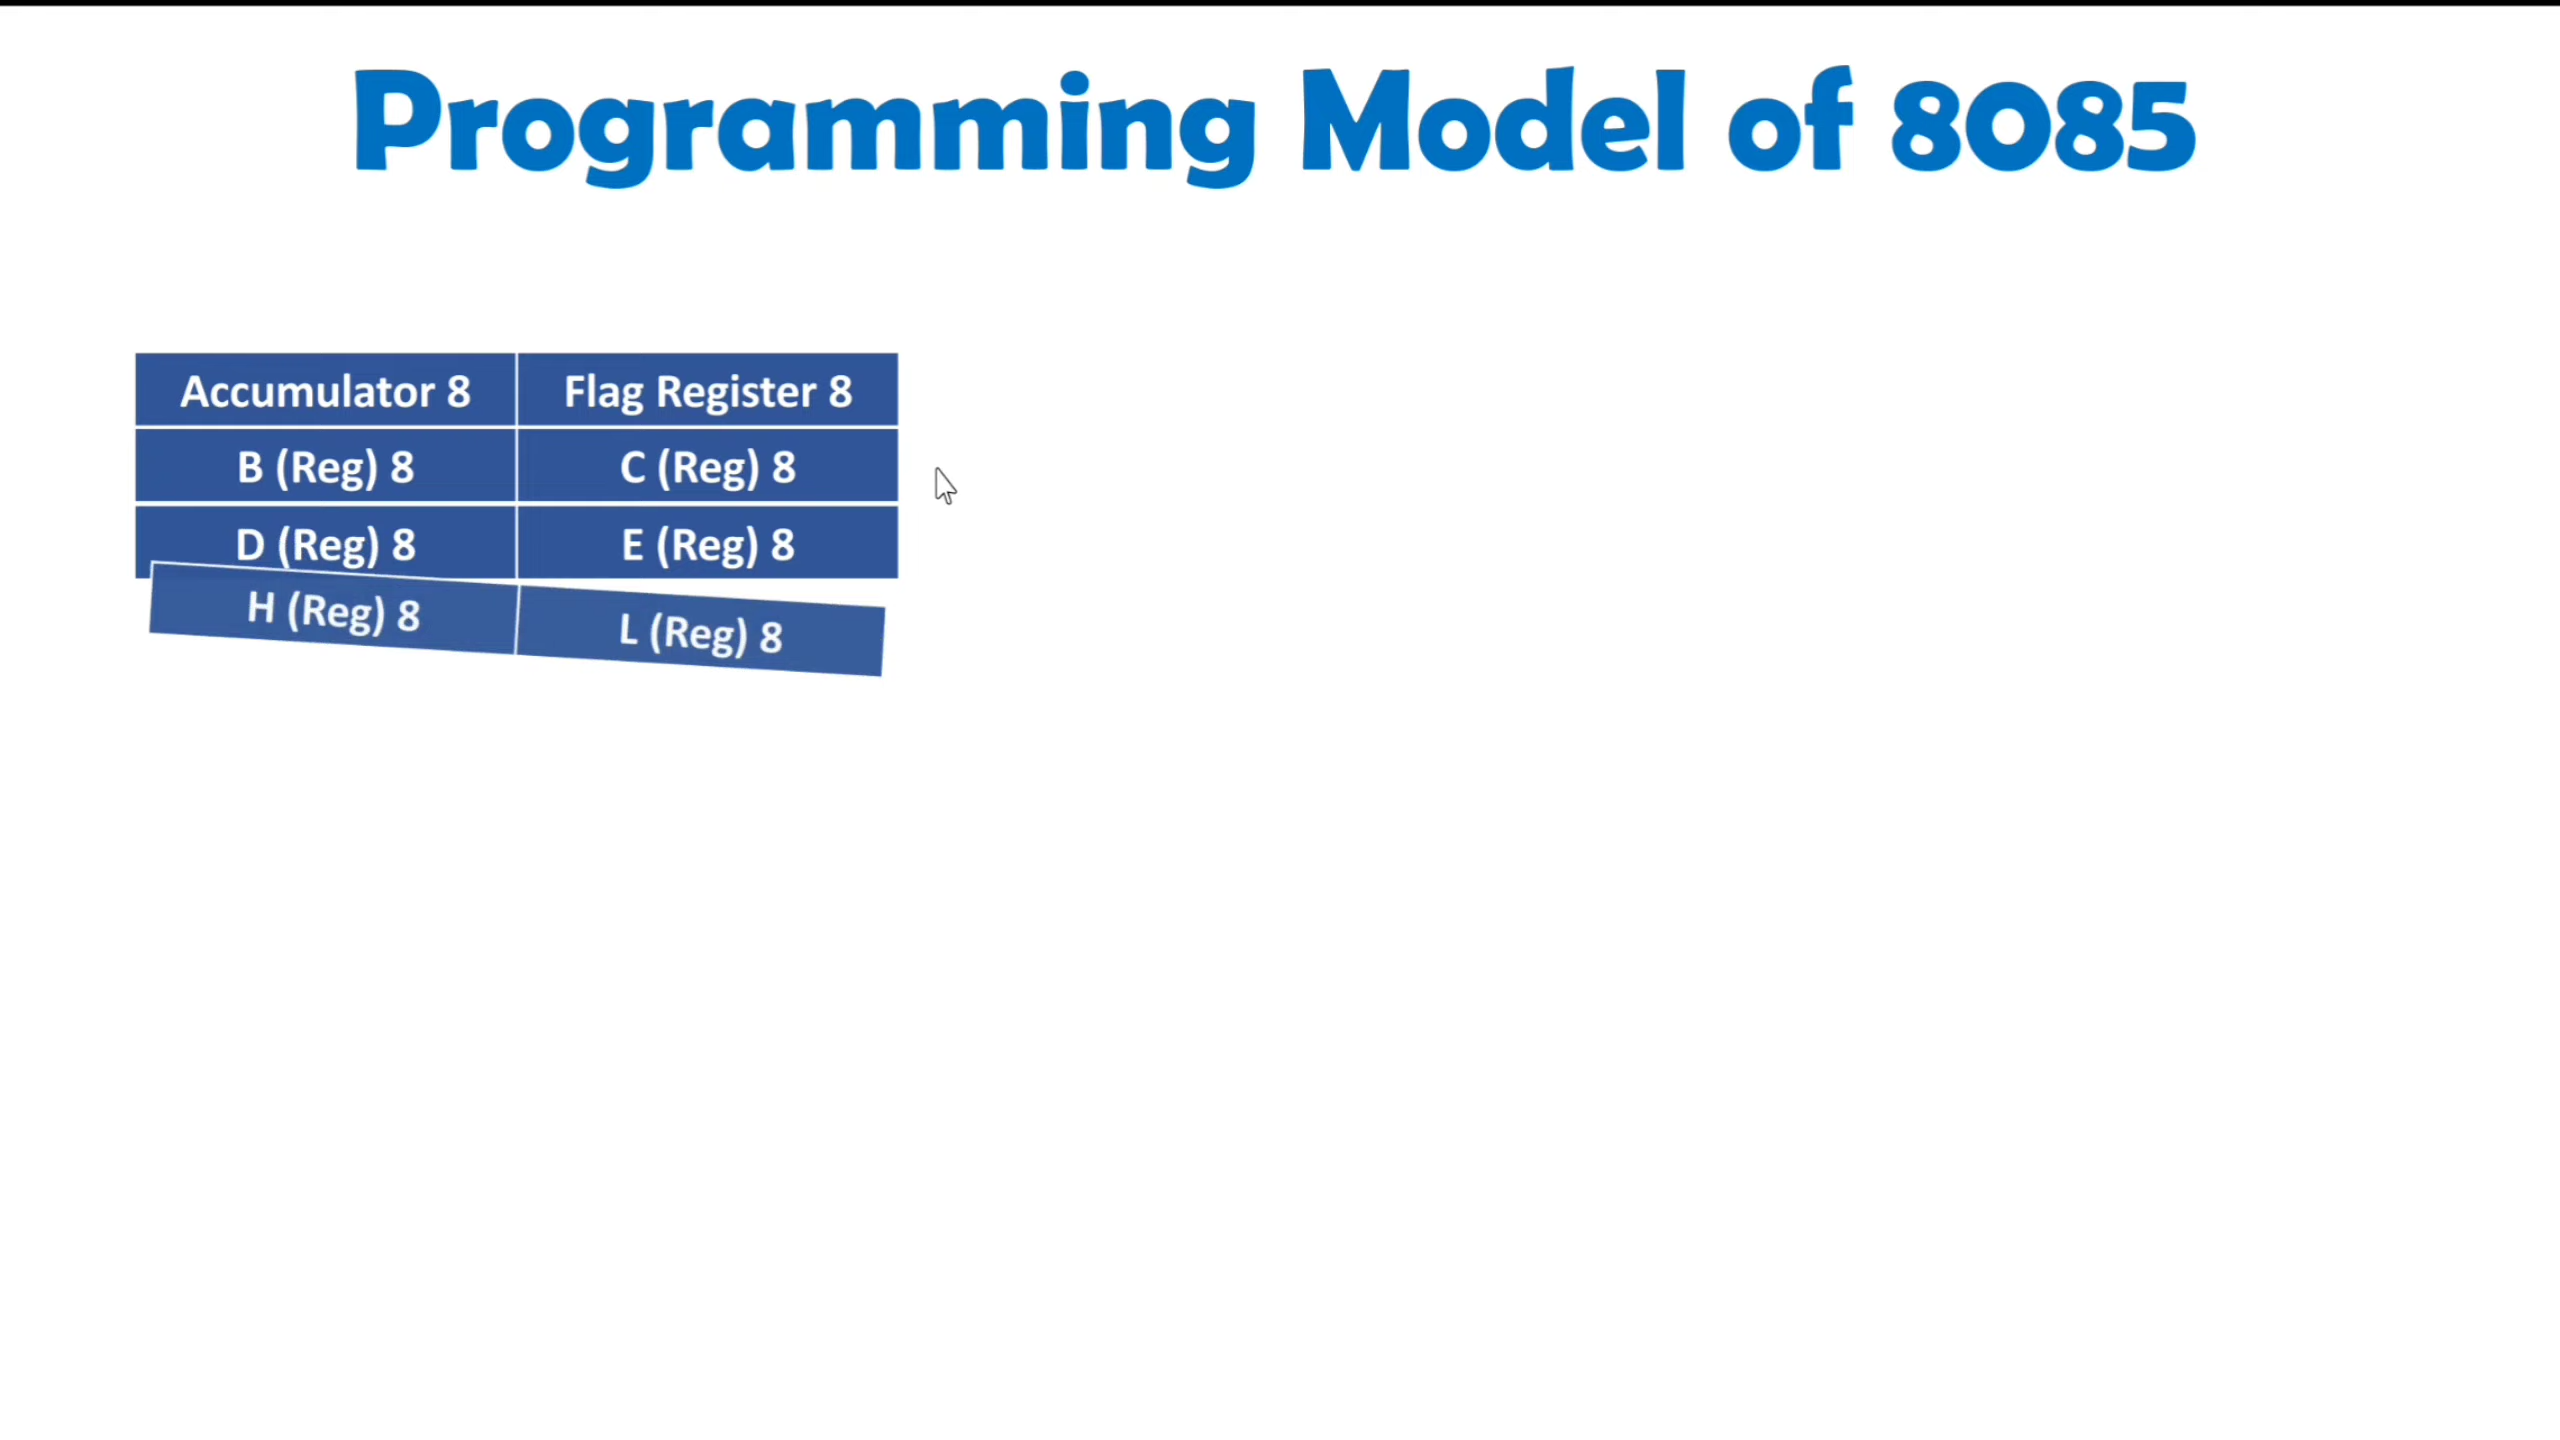 Programming Model of 8085
Accumulator 8 Flag Register 8
B (Reg) 8 C (Reg) 8
D (Reg) 8 E (Reg) 8
H (Reg) 8 L (Reg) 8